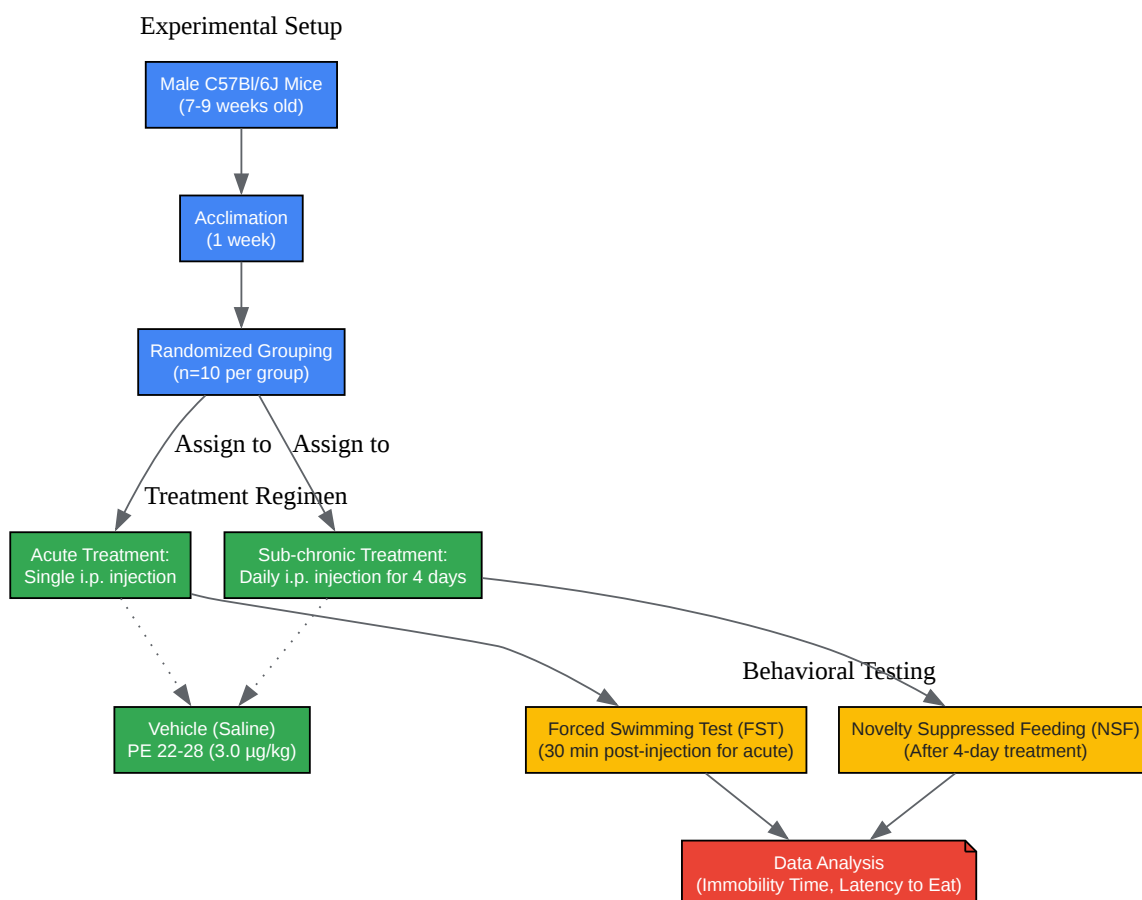 Experimental Setup
Male C57Bl/6J Mice
(7-9 weeks old)
Acclimation
(1 week)
Randomized Grouping
(n=10 per group)
Assign to
Assign to
Treatment Regimen
Acute Treatment:
Single i.p. injection
Sub-chronic Treatment:
Daily i.p. injection for 4 days
Behavioral Testing
Vehicle (Saline)
PE 22-28 (3.0 µg/kg)
Forced Swimming Test (FST)
(30 min post-injection for acute)
Novelty Suppressed Feeding (NSF)
(After 4-day treatment)
Data Analysis
(Immobility Time, Latency to Eat)